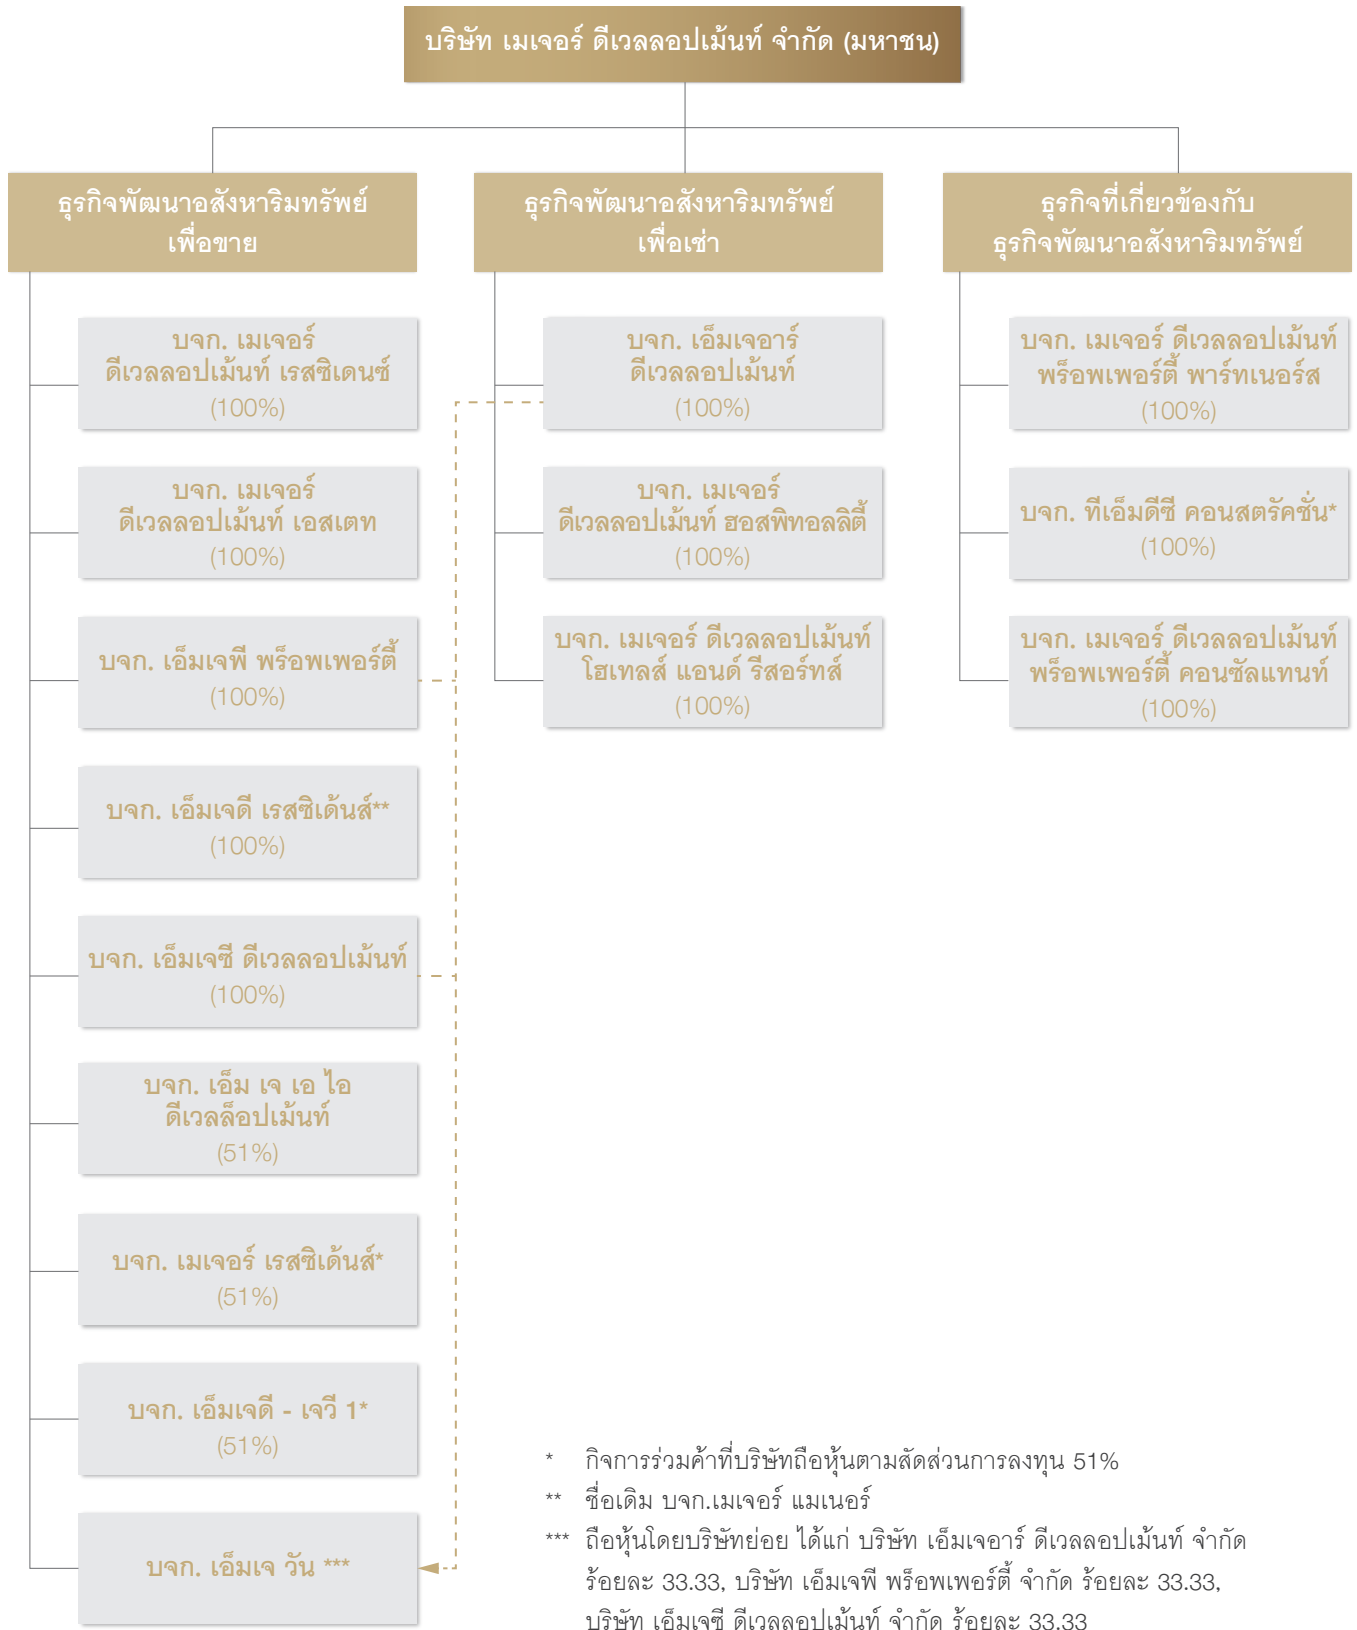 บริษัท เมเจอร์ ดีเวลลอปเม้นท์ จำกัด (มหาชน)
ธุรกิจพัฒนาอสังหาริมทรัพย์
เพื่อขาย
บจก. เมเจอร์
ดีเวลลอปเม้นท์ เรสซิเดนซ์
(100%)
บจก. เมเจอร์
ดีเวลลอปเม้นท์ เอสเตท
(100%)
บจก. เอ็มเจพี พร็อพเพอร์ตี้
(100%)
บจก. เอ็มเจดี เรสซิเด้นส์**
(100%)
บจก. เอ็มเจซี ดีเวลลอปเม้นท์
(100%)
บจก. เอ็ม เจ เอ ไอ
ดีเวลล็อปเม้นท์
(51%)
บจก. เมเจอร์ เรสซิเด้นส์*
(51%)
บจก. เอ็มเจดี - เจวี 1*
(51%)
บจก. เอ็มเจ วัน ***
ธุรกิจพัฒนาอสังหาริมทรัพย์
เพื่อเช่า
บจก. เอ็มเจอาร์
ดีเวลลอปเม้นท์
(100%)
บจก. เมเจอร์
ดีเวลลอปเม้นท์ ฮอสพิทอลลิตี้
(100%)
บจก. เมเจอร์ ดีเวลลอปเม้นท์
โฮเทลส์ แอนด์ รีสอร์ทส์
(100%)
ธุรกิจที่เกี่ยวข้องกับ
ธุรกิจพัฒนาอสังหาริมทรัพย์
บจก. เมเจอร์ ดีเวลลอปเม้นท์
พร็อพเพอร์ตี้ พาร์ทเนอร์ส
(100%)
บจก. ทีเอ็มดีซี คอนสตรัคชั่น*
(100%)
บจก. เมเจอร์ ดีเวลลอปเม้นท์
พร็อพเพอร์ตี้ คอนซัลแทนท์
(100%)
* กิจการร่วมค้าที่บริษัทถือหุ้นตามสัดส่วนการลงทุน 51%
** ชื่อเดิม บจก.เมเจอร์ แมเนอร์
*** ถือหุ้นโดยบริษัทย่อย ได้แก่ บริษัท เอ็มเจอาร์ ดีเวลลอปเม้นท์ จำกัด
ร้อยละ 33.33, บริษัท เอ็มเจพี พร็อพเพอร์ตี้ จำกัด ร้อยละ 33.33,
บริษัท เอ็มเจซี ดีเวลลอปเม้นท์ จำกัด ร้อยละ 33.33